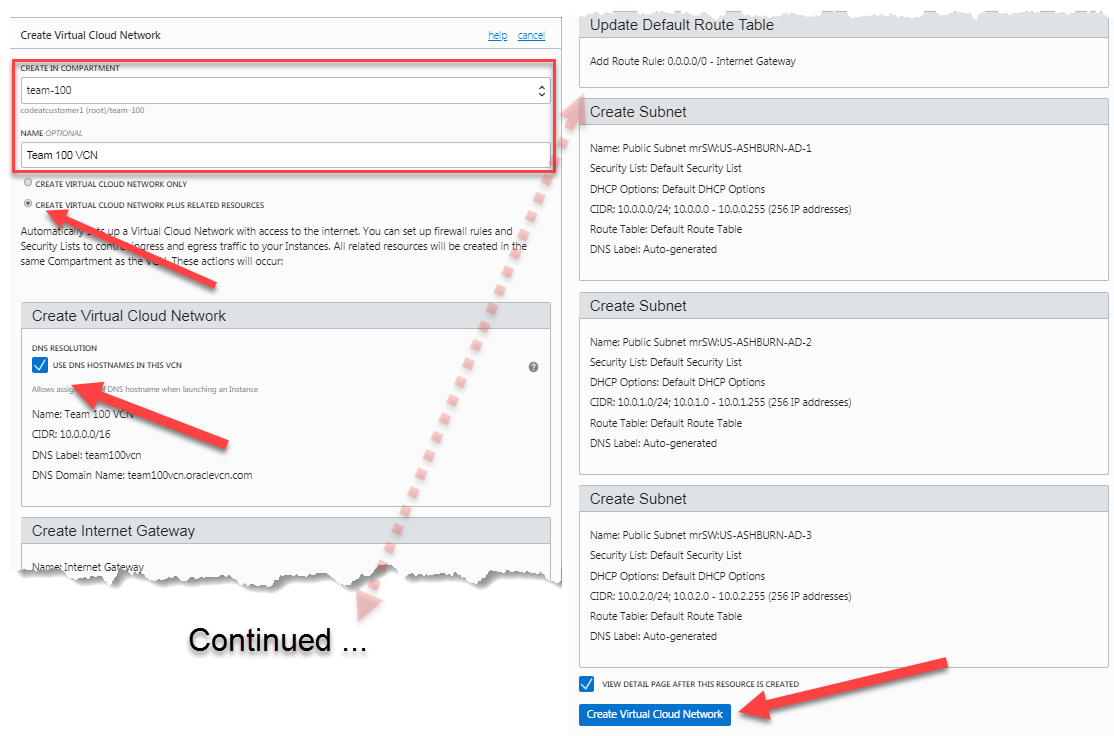 Create Virtual Cloud Network
help cancel
CREATE IN COMPARTMENT
team-100
codeatcustomer1 (root)/team-100
NAME OPTIONAL
Team 100 VCN
CREATE VIRTUAL CLOUD NETWORK ONLY
CREATE VIRTUAL CLOUD NETWORK PLUS RELATED RESOURCES
Automatically sets up a Virtual Cloud Network with access to the internet. You can set up firewall rules and
Security Lists to control ingress and egress traffic to your Instances. All related resources will be created in the
same Compartment as the VCN. These actions will occur:
Create Virtual Cloud Network
DNS RESOLUTION
USE DNS HOSTNAMES IN THIS VCN
Allows of DNS hostname when launching an Instance
Name: Team 100 VCN
CIDR: 10.0.0.0/16
DNS Label: team100vcn
DNS Domain Name: team100vcn.oraclevcn.com
Create Internet Gateway
Name: Internet Gateway
Continued ...
Update Default Route Table
Add Route Rule: 0.0.0.0/0 - Internet Gateway
Create Subnet
Name: Public Subnet mrSW:US-ASHBURN-AD-1
Security List: Default Security List
DHCP Options: Default DHCP Options
CIDR: 10.0.0.0/24; 10.0.0.0 - 10.0.0.255 (256 IP addresses)
Route Table: Default Route Table
DNS Label: Auto-generated
Create Subnet
Name: Public Subnet mrSW:US-ASHBURN-AD-2
Security List: Default Security List
DHCP Options: Default DHCP Options
CIDR: 10.0.1.0/24; 10.0.1.0 - 10.0.1.255 (256 IP addresses)
Route Table: Default Route Table
DNS Label: Auto-generated
Create Subnet
Name: Public Subnet mrSW:US-ASHBURN-AD-3
Security List: Default Security List
DHCP Options: Default DHCP Options
CIDR: 10.0.2.0/24; 10.0.2.0 - 10.0.2.255 (256 IP addresses)
Route Table: Default Route Table
DNS Label: Auto-generated
VIEW DETAIL PAGE AFTER THIS RESOURCE IS CREATED
Create Virtual Cloud Network